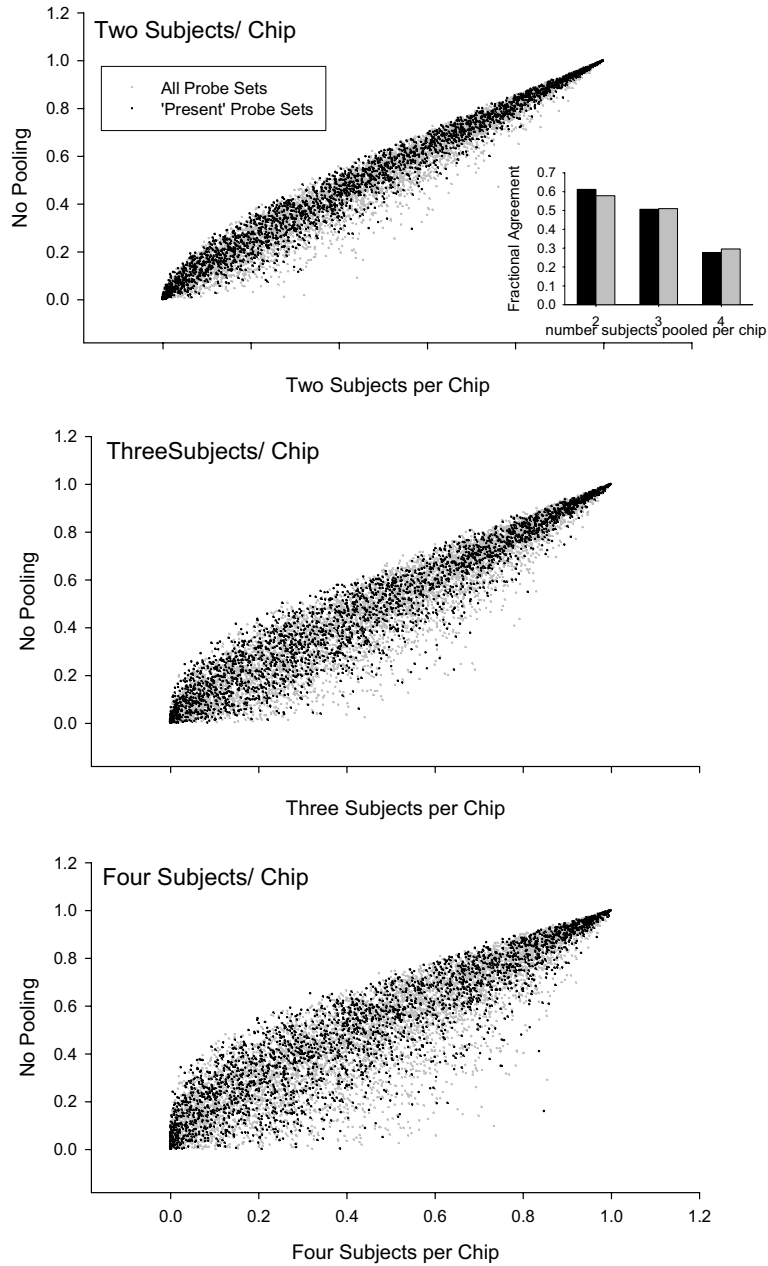 Two Subjects/ Chip
1.2
1.0
0.8
0.6
0.4
0.2
0.0
No Pooling
All Probe Sets
'Present' Probe Sets
Fractional Agreement
0.7
0.6
0.5
0.4
0.3
0.2
0.1
0.0
2 3 4
number subjects pooled per chip
Two Subjects per Chip
ThreeSubjects/ Chip
1.2
1.0
0.8
0.6
0.4
0.2
0.0
No Pooling
Three Subjects per Chip
Four Subjects/ Chip
1.2
1.0
0.8
0.6
0.4
0.2
0.0
No Pooling
0.0 0.2 0.4 0.6 0.8 1.0 1.2
Four Subjects per Chip